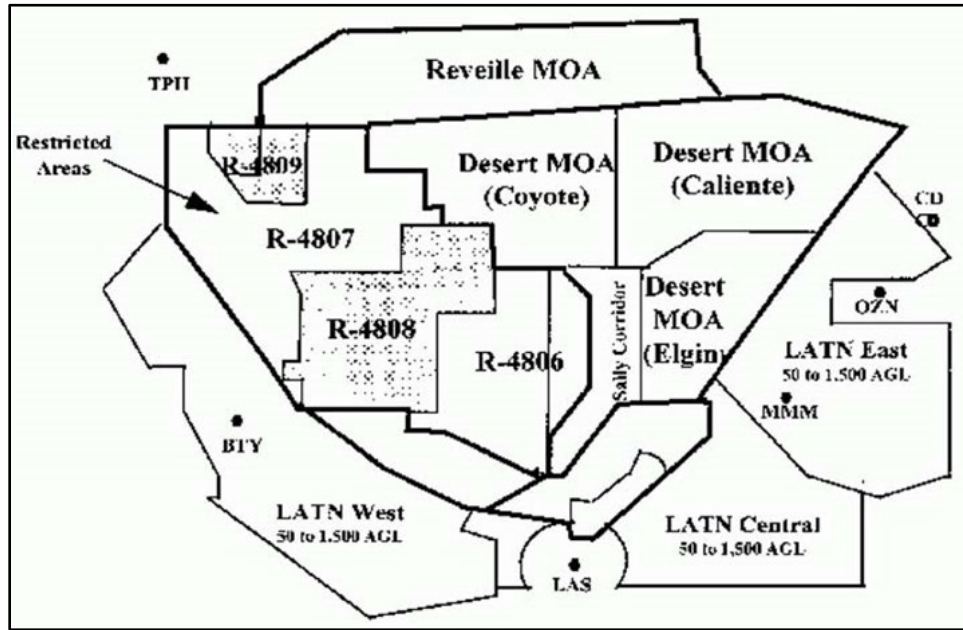 Reveille MOA
TPH
Restricted
Areas
R-4809
Desert MOA
(Coyote)
Desert MOA
(Caliente)
R-4807
R-4808
R-4806
Sally Corridor
Desert
MOA
(Elgin)
OZN
LATN East
50 to 1.500 AGL
MMM
BTY
LATN West
50 to 1.500 AGL
LATN Central
50 to 1,500 AGL
LAS